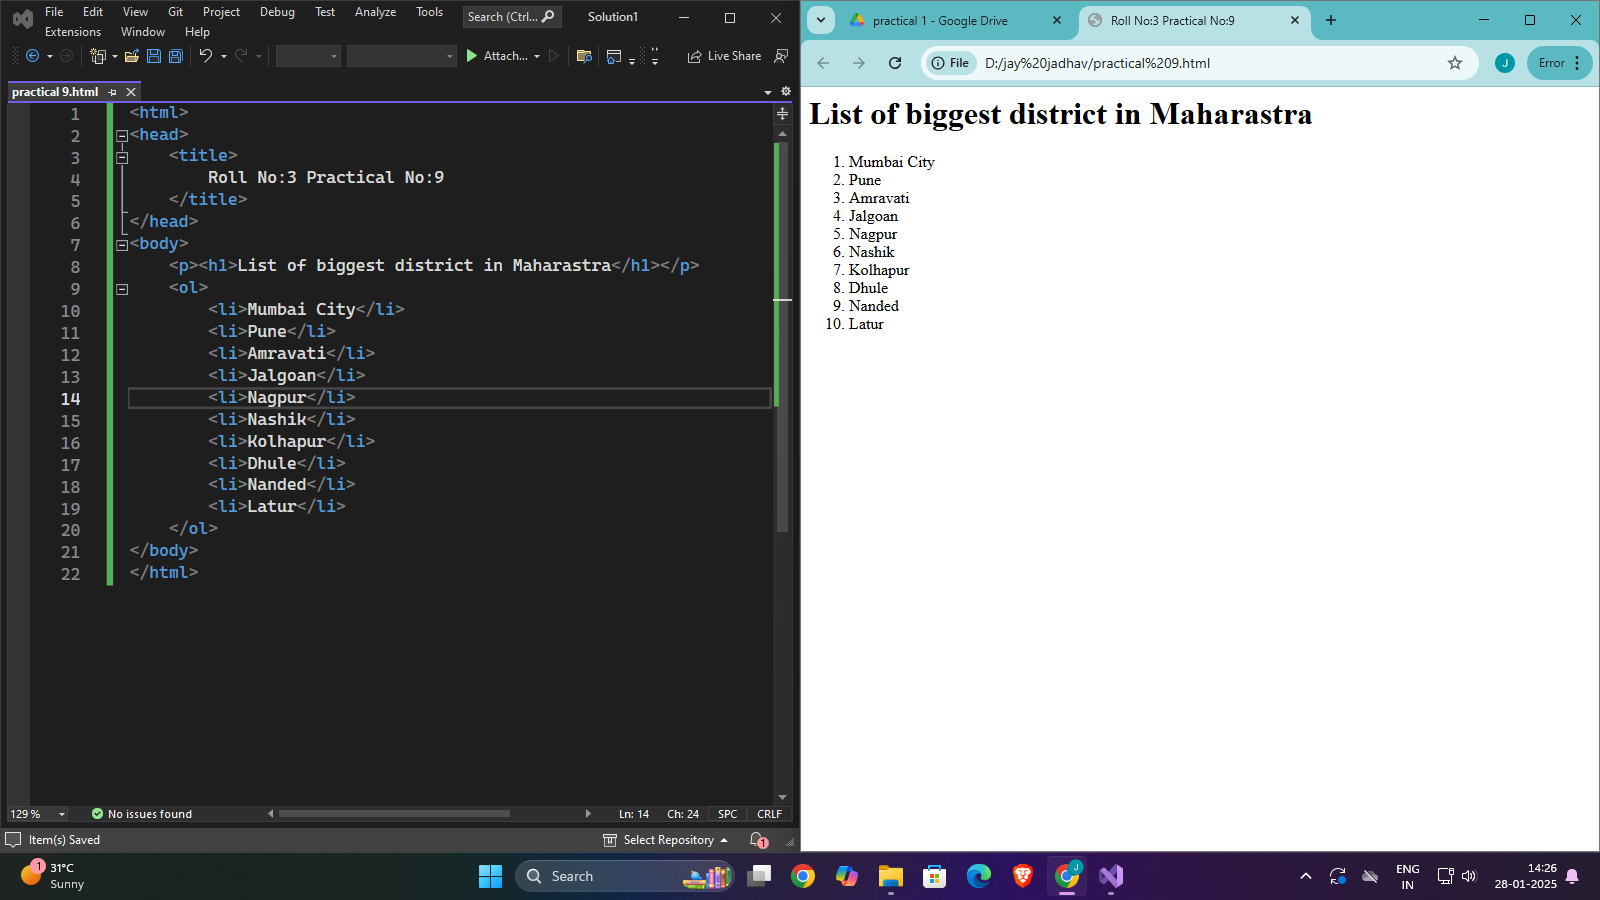 File Edit View Git Project Debug Test Analyze Tools Search (Ctrl... Solution1
Extensions Window Help
Attach... Live Share
practical 9.html
1 <html>
2 <head>
3 <title>
4 Roll No:3 Practical No:9
5 </title>
6 </head>
7 <body>
8 <p><h1>List of biggest district in Maharastra</h1></p>
9 <ol>
10 <li>Mumbai City</li>
11 <li>Pune</li>
12 <li>Amravati</li>
13 <li>Jalgoan</li>
14 <li>Nagpur</li>
15 <li>Nashik</li>
16 <li>Kolhapur</li>
17 <li>Dhule</li>
18 <li>Nanded</li>
19 <li>Latur</li>
20 </ol>
21 </body>
22 </html>
129 % No issues found Ln: 14 Ch: 24 SPC CRLF
Item(s) Saved Select Repository 1
practical 1 - Google Drive Roll No:3 Practical No:9
File D:/jay%20jadhav/practical%209.html J Error
List of biggest district in Maharastra
1. Mumbai City
2. Pune
3. Amravati
4. Jalgoan
5. Nagpur
6. Nashik
7. Kolhapur
8. Dhule
9. Nanded
10. Latur
1 31°C
Sunny
Search
J
ENG
IN
14:26
28-01-2025